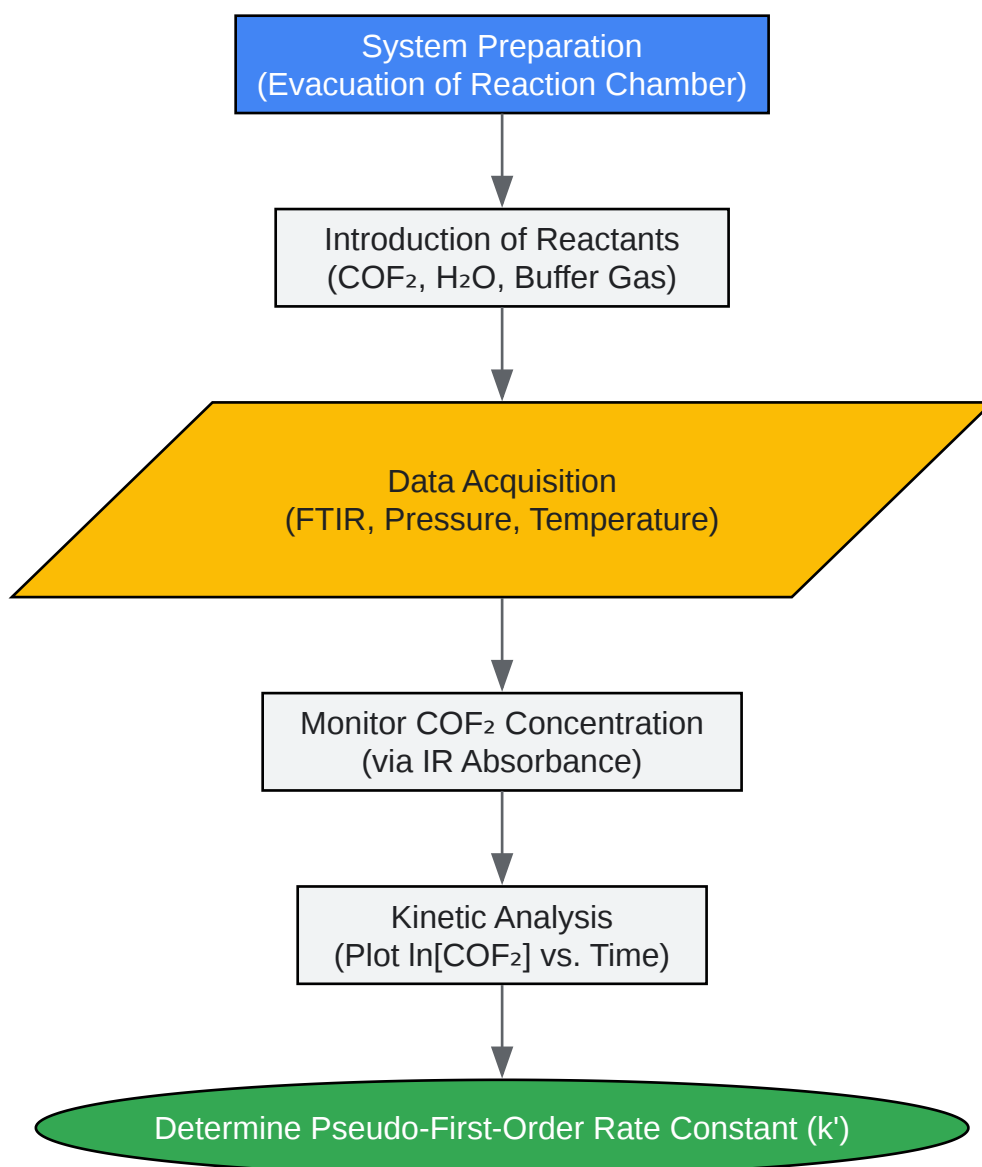 System Preparation
(Evacuation of Reaction Chamber)
Introduction of Reactants
(COF₂, H₂O, Buffer Gas)
Data Acquisition
(FTIR, Pressure, Temperature)
Monitor COF₂ Concentration
(via IR Absorbance)
Kinetic Analysis
(Plot ln[COF₂] vs. Time)
Determine Pseudo-First-Order Rate Constant (k')